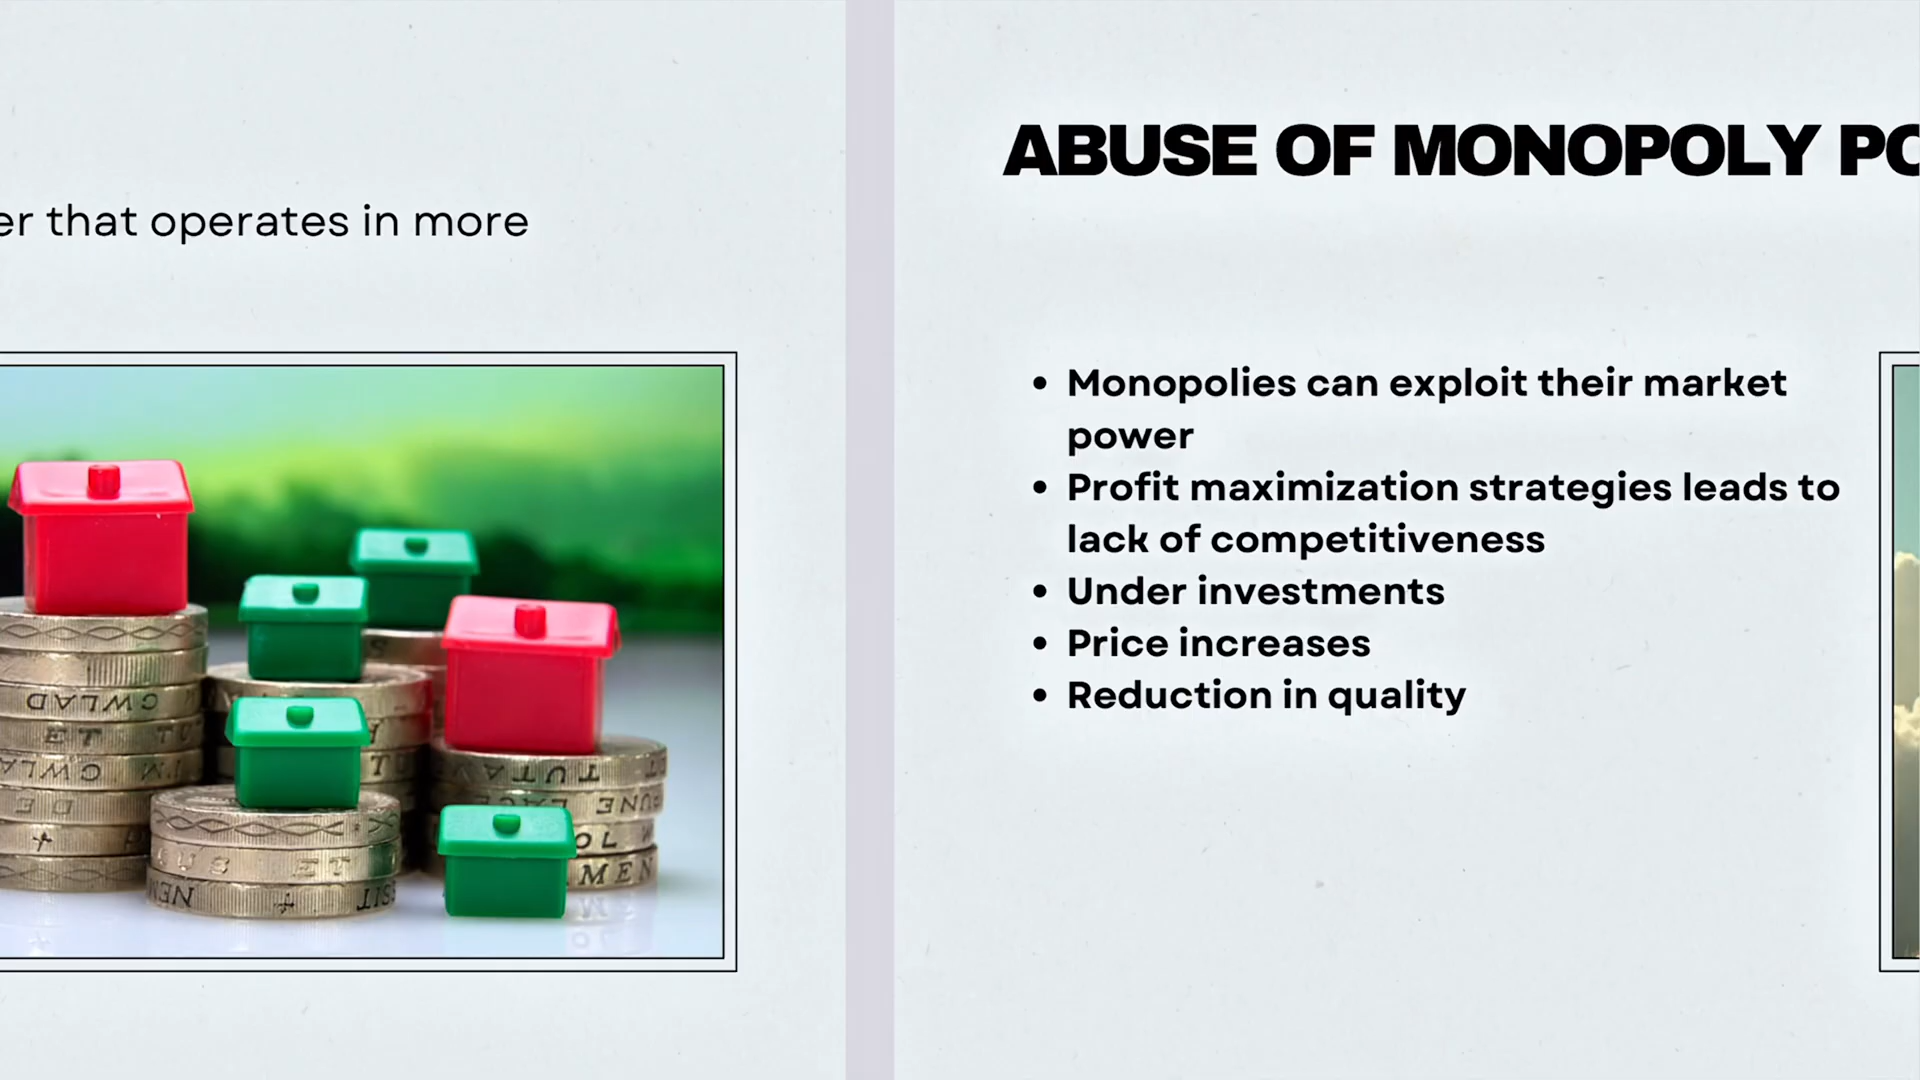 er that operates in more
ABUSE OF MONOPOLY PO
• Monopolies can exploit their market
power
• Profit maximization strategies leads to
lack of competitiveness
• Under investments
• Price increases
• Reduction in quality